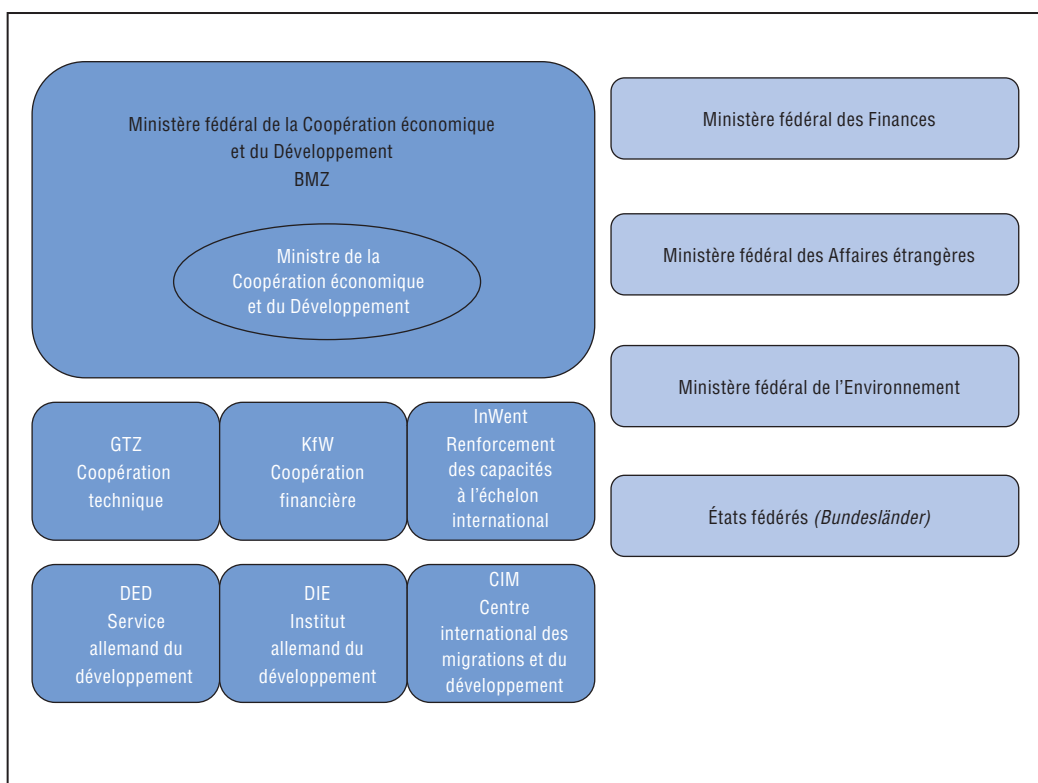 Ministère fédéral de la Coopération économique
et du Développement
BMZ
Ministre de la
Coopération économique
et du Développement
GTZ
Coopération
technique
KfW
Coopération
financière
InWent
Renforcement
des capacités
à l’échelon
international
DED
Service
allemand du
développement
DIE
Institut
allemand du
développement
CIM
Centre
international des
migrations et du
développement
Ministère fédéral des Finances
Ministère fédéral des Affaires étrangères
Ministère fédéral de l’Environnement
États fédérés (Bundesländer)